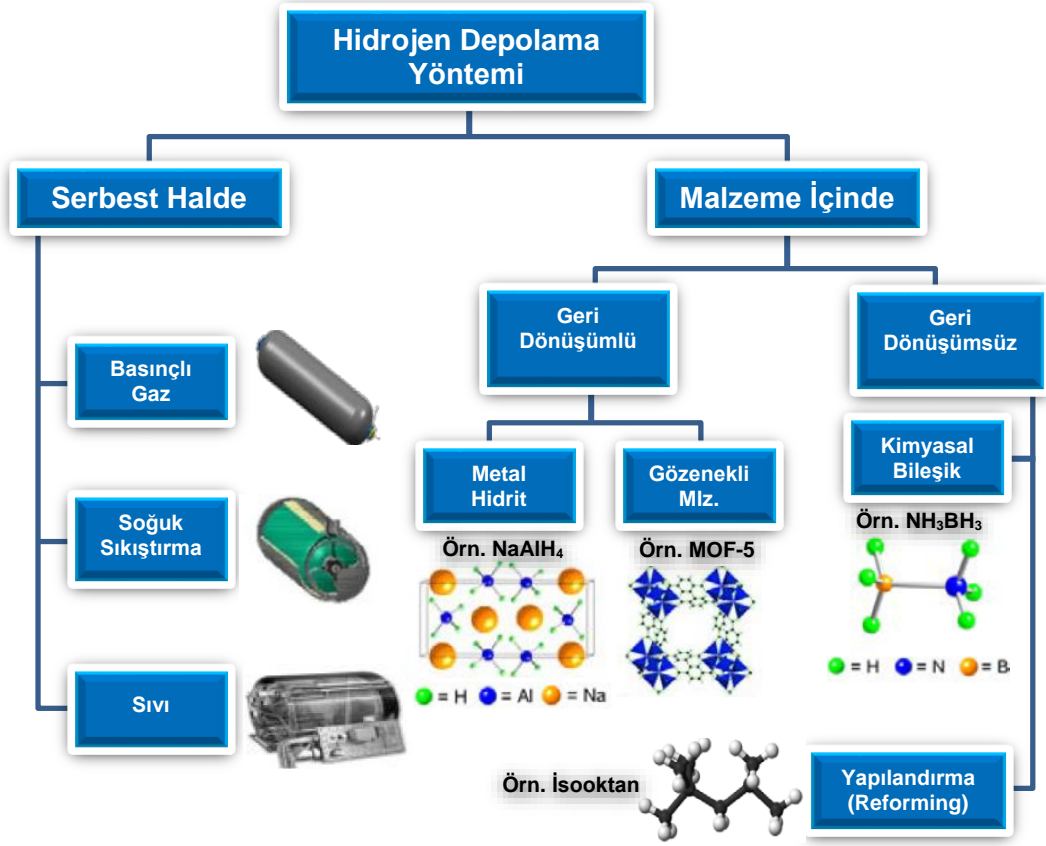 Hidrojen Depolama
Yöntemi
Serbest Halde
Malzeme İçinde
Geri
Dönüşümlü
Geri
Dönüşümsüz
Basınçlı
Gaz
Metal
Hidrit
Gözenekli
Mlz.
Kimyasal
Bileşik
Soğuk
Sıkıştırma
Örn. NaAlH₄
Örn. MOF-5
Örn. NH₃BH₃
= H = Al = Na
= H = N = B
Sıvı
Örn. İsooktan
Yapılandırma
(Reforming)